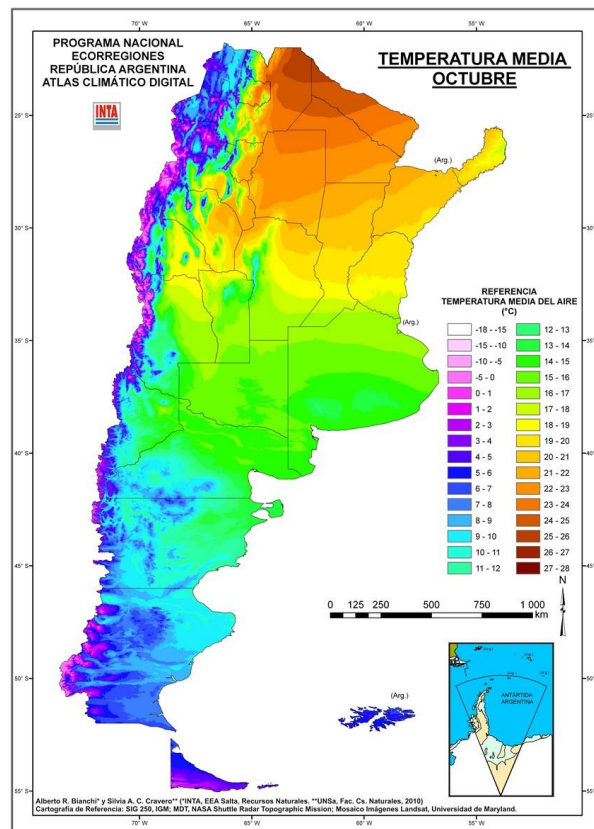 70° W
60° W
PROGRAMA NACIONAL
ECORREGIONES
REPÚBLICA ARGENTINA
ATLAS CLIMÁTICO DIGITAL
INTA
TEMPERATURA MEDIA
OCTUBRE
25° S
25° S
(Arg.)
30° S
30° S
REFERENCIA
TEMPERATURA MEDIA DEL AIRE
(°C)
-18 - -15
-15 - -10
-10 - -5
-5 - 0
0 - 1
1 - 2
2 - 3
3 - 4
4 - 5
5 - 6
6 - 7
7 - 8
8 - 9
9 - 10
10 - 11
11 - 12
12 - 13
13 - 14
14 - 15
15 - 16
16 - 17
17 - 18
18 - 19
19 - 20
20 - 21
21 - 22
22 - 23
23 - 24
24 - 25
25 - 26
26 - 27
27 - 28
(Arg.)
35° S
35° S
40° S
40° S
45° S
45° S
N
0 125 250 500 750 1 000
km
50° S
50° S
ANTÁRTIDA
ARGENTINA
(Arg.)
55° S
55° S
Alberto R. Bianchi* y Silvia A. C. Cravero** (*INTA, EEA Salta, Recursos Naturales. **UNSa, Fac. Cs. Naturales, 2010)
Cartografía de Referencia: SIG 250, IGM; MDT, NASA Shuttle Radar Topographic Mission; Mosaico Imágenes Landsat, Universidad de Maryland.
70° W
65° W
60° W
55° W